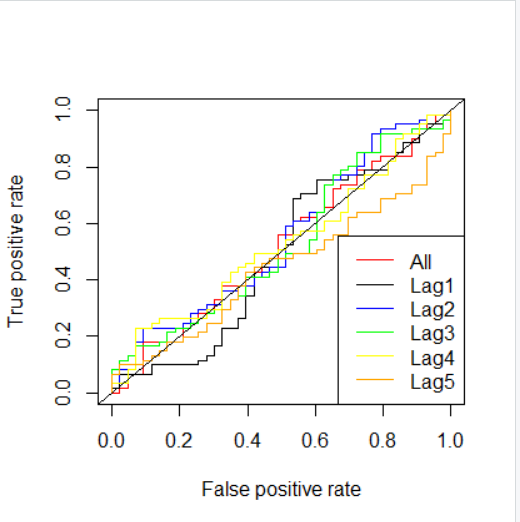 True positive rate
1.0
0.8
0.6
0.4
0.2
0.0
All
Lag1
Lag2
Lag3
Lag4
Lag5
0.0 0.2 0.4 0.6 0.8 1.0
False positive rate